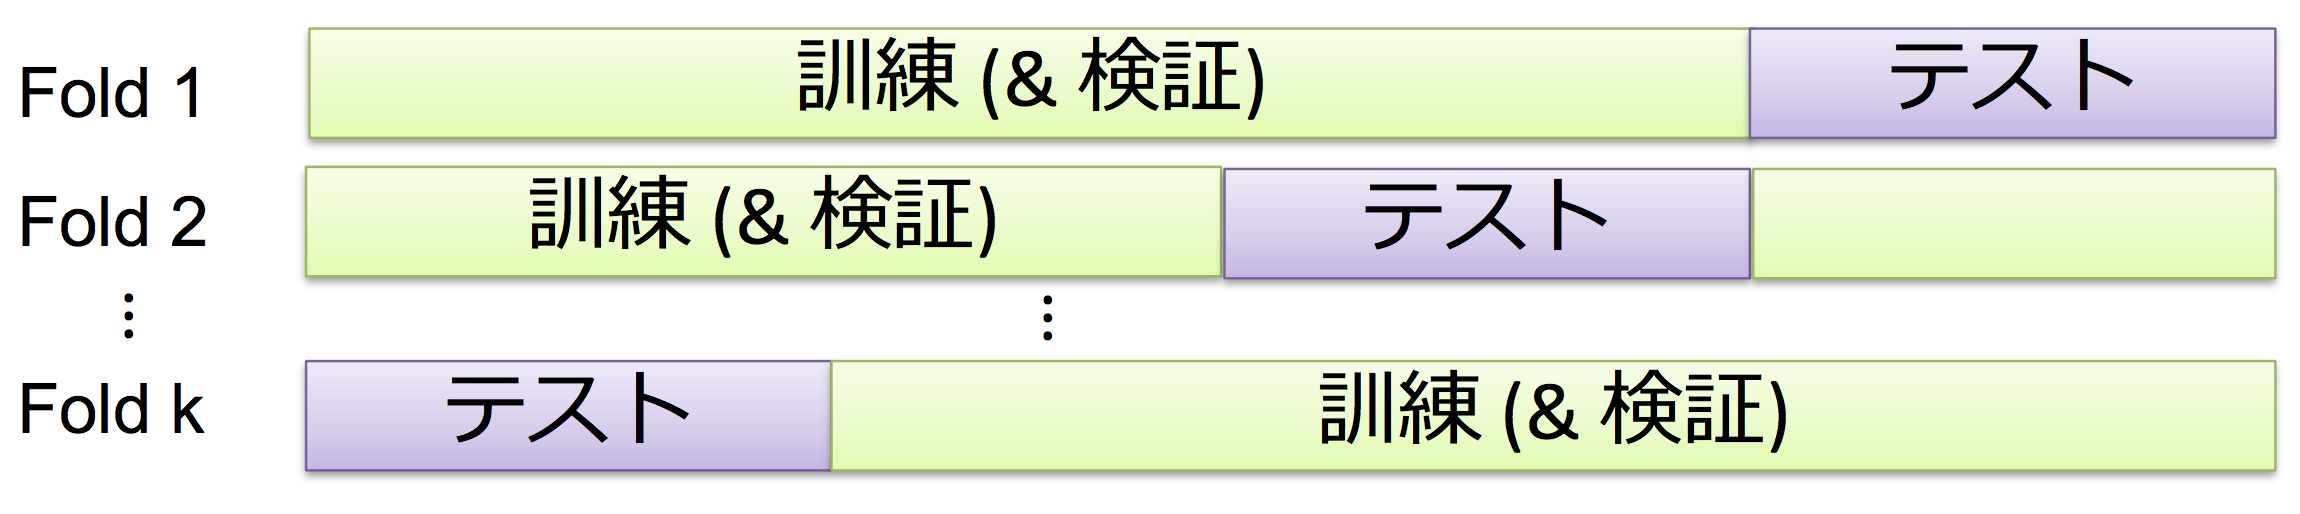 Fold 1 訓練 (& 検証) テスト
Fold 2 訓練 (& 検証) テスト
⋮ ⋮
Fold k テスト 訓練 (& 検証)